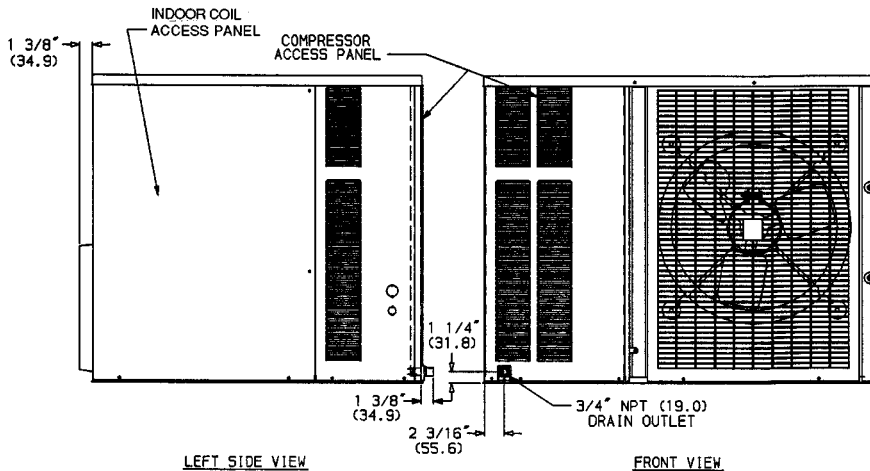 INDOOR COIL
ACCESS PANEL
1 3/8"
(34.9)
COMPRESSOR
ACCESS PANEL
1 1/4"
(31.8)
1 3/8"
(34.9)
2 3/16"
(55.6)
3/4" NPT (19.0)
DRAIN OUTLET
LEFT SIDE VIEW
FRONT VIEW